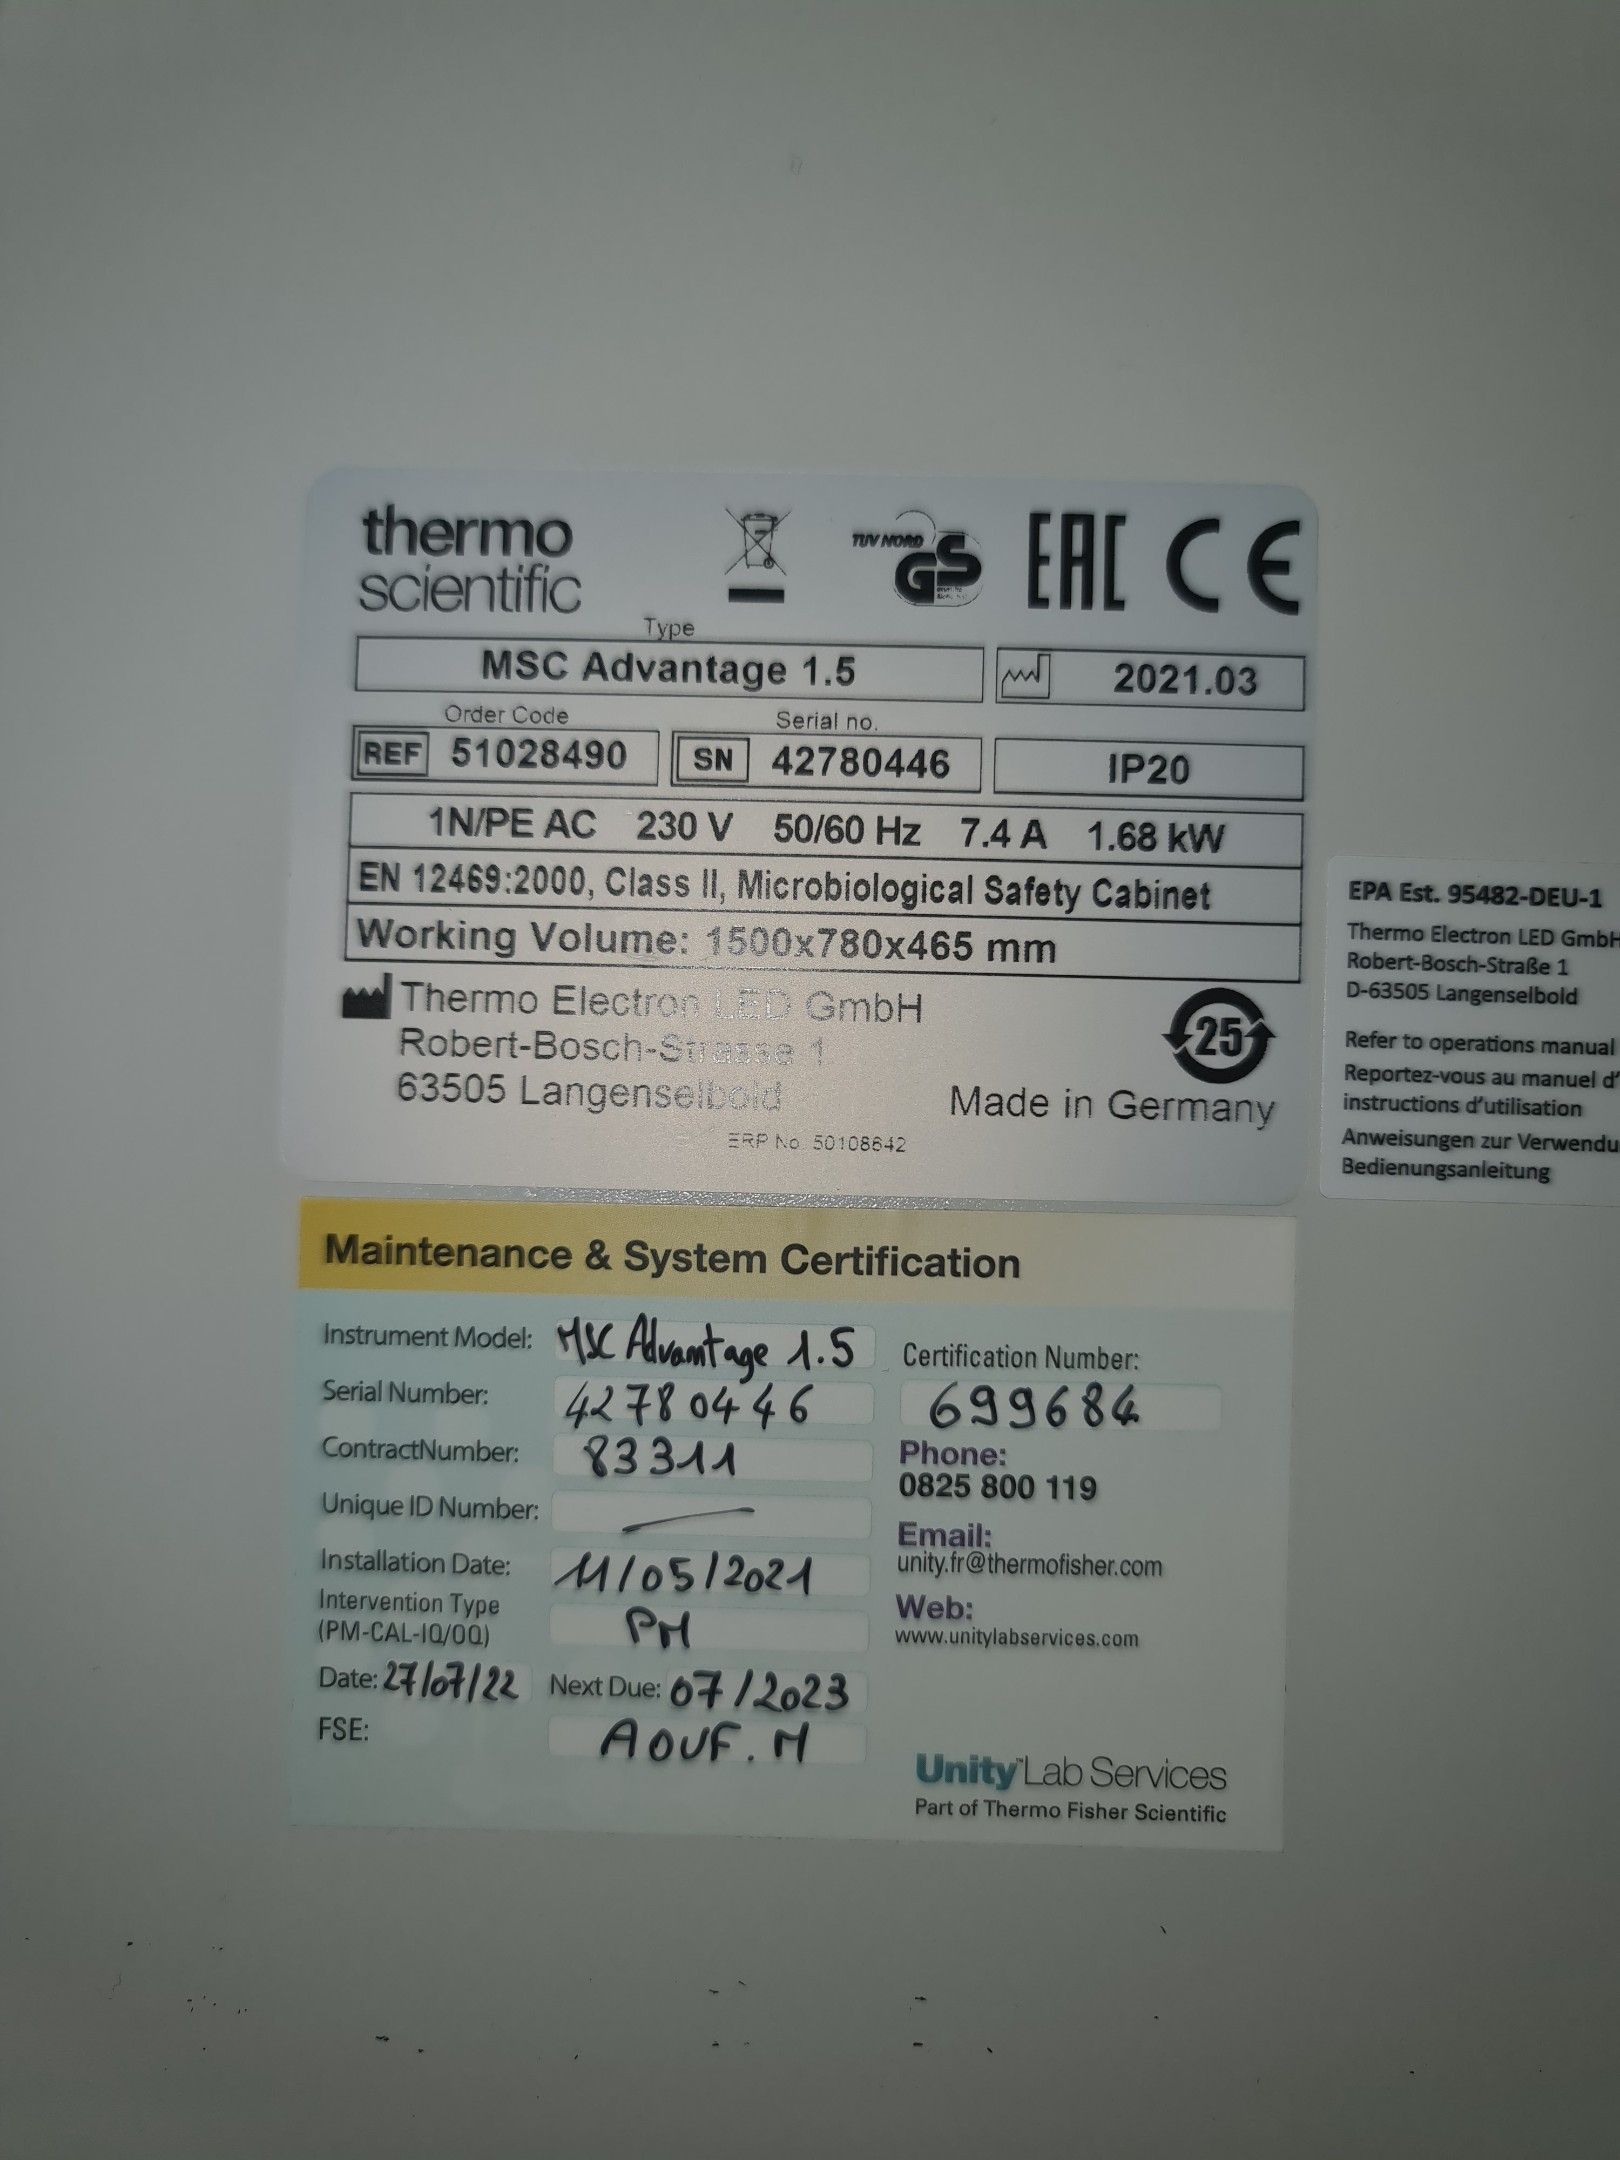 thermo
scientific
TÜV NORD
GS
EAC CE
Type
MSC Advantage 1.5
2021.03
Order Code
Serial no.
REF 51028490
SN 42780446
IP20
1N/PE AC 230 V 50/60 Hz 7.4 A 1.68 kW
EN 12469:2000, Class II, Microbiological Safety Cabinet
Working Volume: 1500x780x465 mm
Thermo Electron LED GmbH
Robert-Bosch-Strasse 1
63505 Langenselbold
25
Made in Germany
ERP No. 50108642
EPA Est. 95482-DEU-1
Thermo Electron LED GmbH
Robert-Bosch-Straße 1
D-63505 Langenselbold
Refer to operations manual
Reportez-vous au manuel d'
instructions d'utilisation
Anweisungen zur Verwendu
Bedienungsanleitung
Maintenance & System Certification
Instrument Model: MSC Advantage 1.5
Serial Number: 42780446
ContractNumber: 83311
Unique ID Number:
Installation Date: 11/05/2021
Intervention Type
(PM-CAL-IQ/OQ) PM
Date: 27/07/22 Next Due: 07/2023
FSE: AOUF.M
Certification Number:
699684
Phone:
0825 800 119
Email:
unity.fr@thermofisher.com
Web:
www.unitylabservices.com
Unity™ Lab Services
Part of Thermo Fisher Scientific